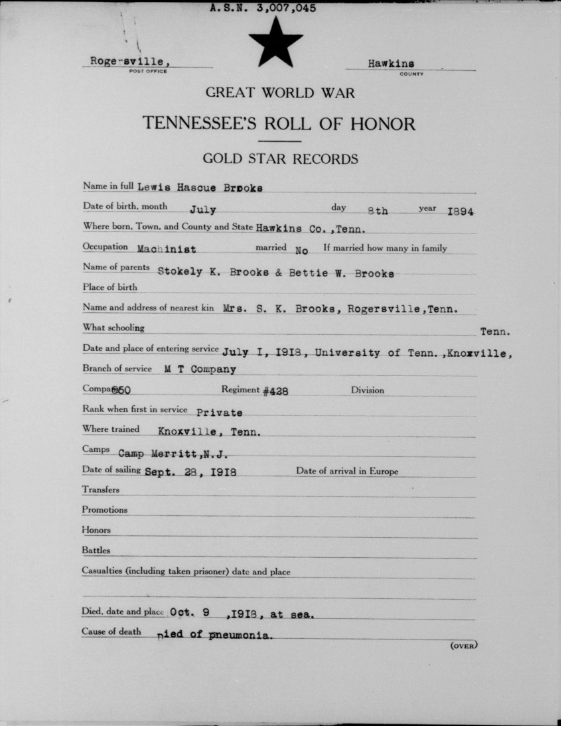 A.S.N. 3,007,045
Rogersville, Hawkins
POST OFFICE COUNTY
GREAT WORLD WAR
TENNESSEE'S ROLL OF HONOR
GOLD STAR RECORDS
Name in full Lewis Hascue Brooks
Date of birth, month July day 8th year I894
Where born, Town, and County and State Hawkins Co.,Tenn.
Occupation Machinist married No If married how many in family
Name of parents Stokely K. Brooks & Bettie W. Brooks
Place of birth
Name and address of nearest kin Mrs. S. K. Brooks, Rogersville,Tenn.
What schooling Tenn.
Date and place of entering service July I, I9I8, University of Tenn.,Knoxville,
Branch of service M T Company
Company 650 Regiment #428 Division
Rank when first in service Private
Where trained Knoxville, Tenn.
Camps Camp Merritt,N.J.
Date of sailing Sept. 28, I9I8 Date of arrival in Europe
Transfers
Promotions
Honors
Battles
Casualties (including taken prisoner) date and place
Died, date and place Oct. 9 ,I9I8, at sea.
Cause of death Died of pneumonia.
(OVER)